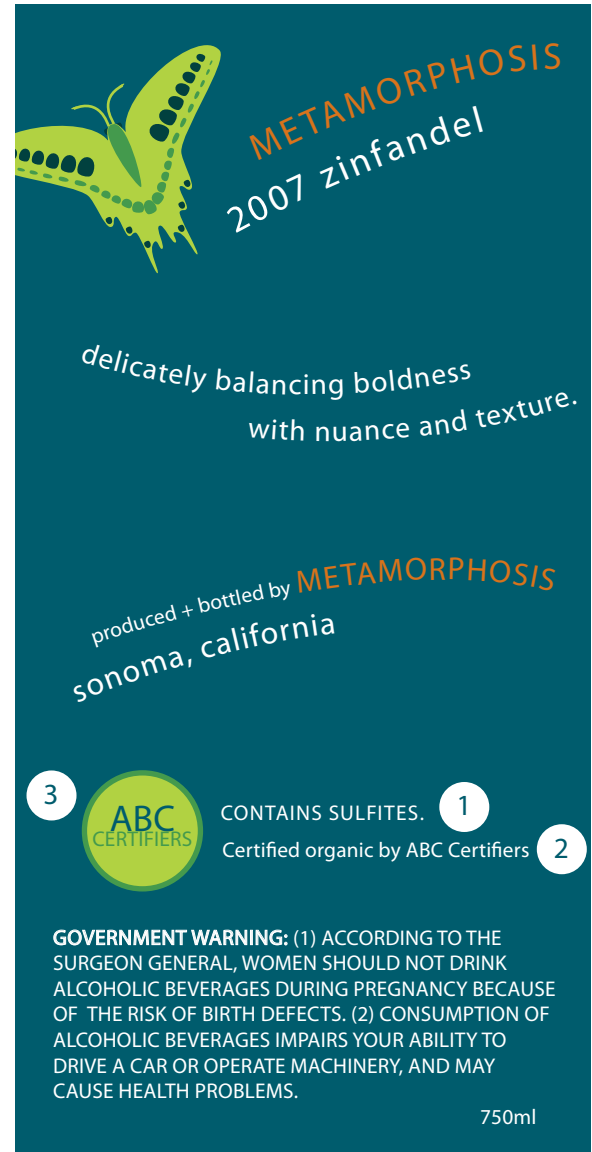 METAMORPHOSIS
2007 zinfandel
delicately balancing boldness
with nuance and texture.
produced + bottled by METAMORPHOSIS
sonoma, california
3
ABC
CERTIFIERS
CONTAINS SULFITES. 1
Certified organic by ABC Certifiers 2
GOVERNMENT WARNING: (1) ACCORDING TO THE
SURGEON GENERAL, WOMEN SHOULD NOT DRINK
ALCOHOLIC BEVERAGES DURING PREGNANCY BECAUSE
OF THE RISK OF BIRTH DEFECTS. (2) CONSUMPTION OF
ALCOHOLIC BEVERAGES IMPAIRS YOUR ABILITY TO
DRIVE A CAR OR OPERATE MACHINERY, AND MAY
CAUSE HEALTH PROBLEMS.
750ml